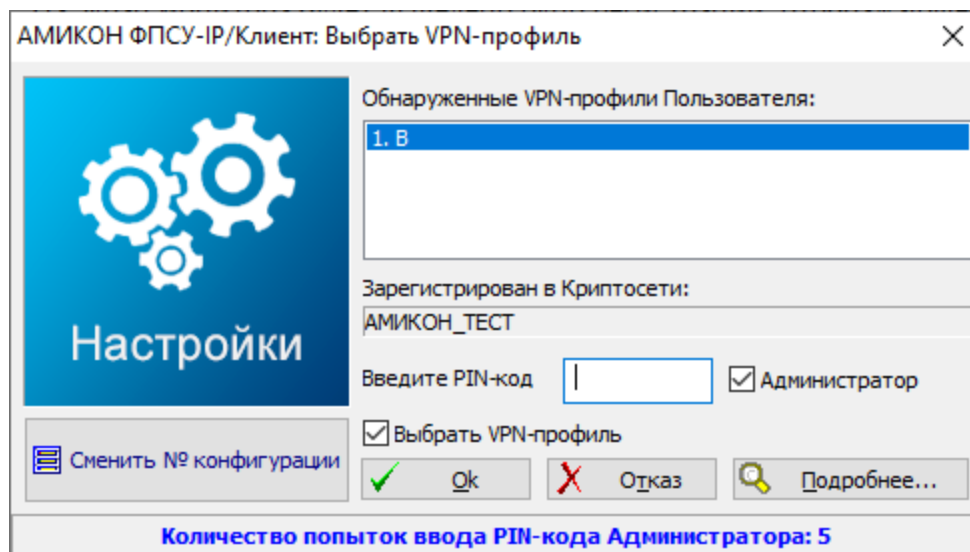 АМИКОН ФПСУ-IP/Клиент: Выбрать VPN-профиль
Обнаруженные VPN-профили Пользователя:
1. В
Зарегистрирован в Криптосети:
АМИКОН_ТЕСТ
Настройки
Введите PIN-код
Администратор
Выбрать VPN-профиль
Сменить № конфигурации
Ok
Отказ
Подробнее...
Количество попыток ввода PIN-кода Администратора: 5